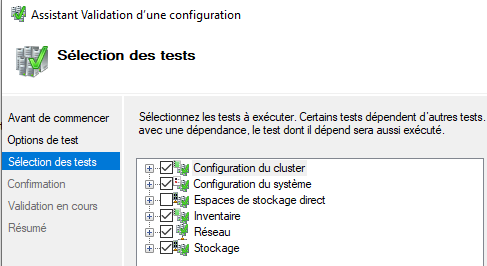 Assistant Validation d'une configuration
Sélection des tests
Avant de commencer
Options de test
Sélection des tests
Confirmation
Validation en cours
Résumé
Sélectionnez les tests à exécuter. Certains tests dépendent d'autres tests.
avec une dépendance, le test dont il dépend sera aussi exécuté.
Configuration du cluster
Configuration du système
Espaces de stockage direct
Inventaire
Réseau
Stockage